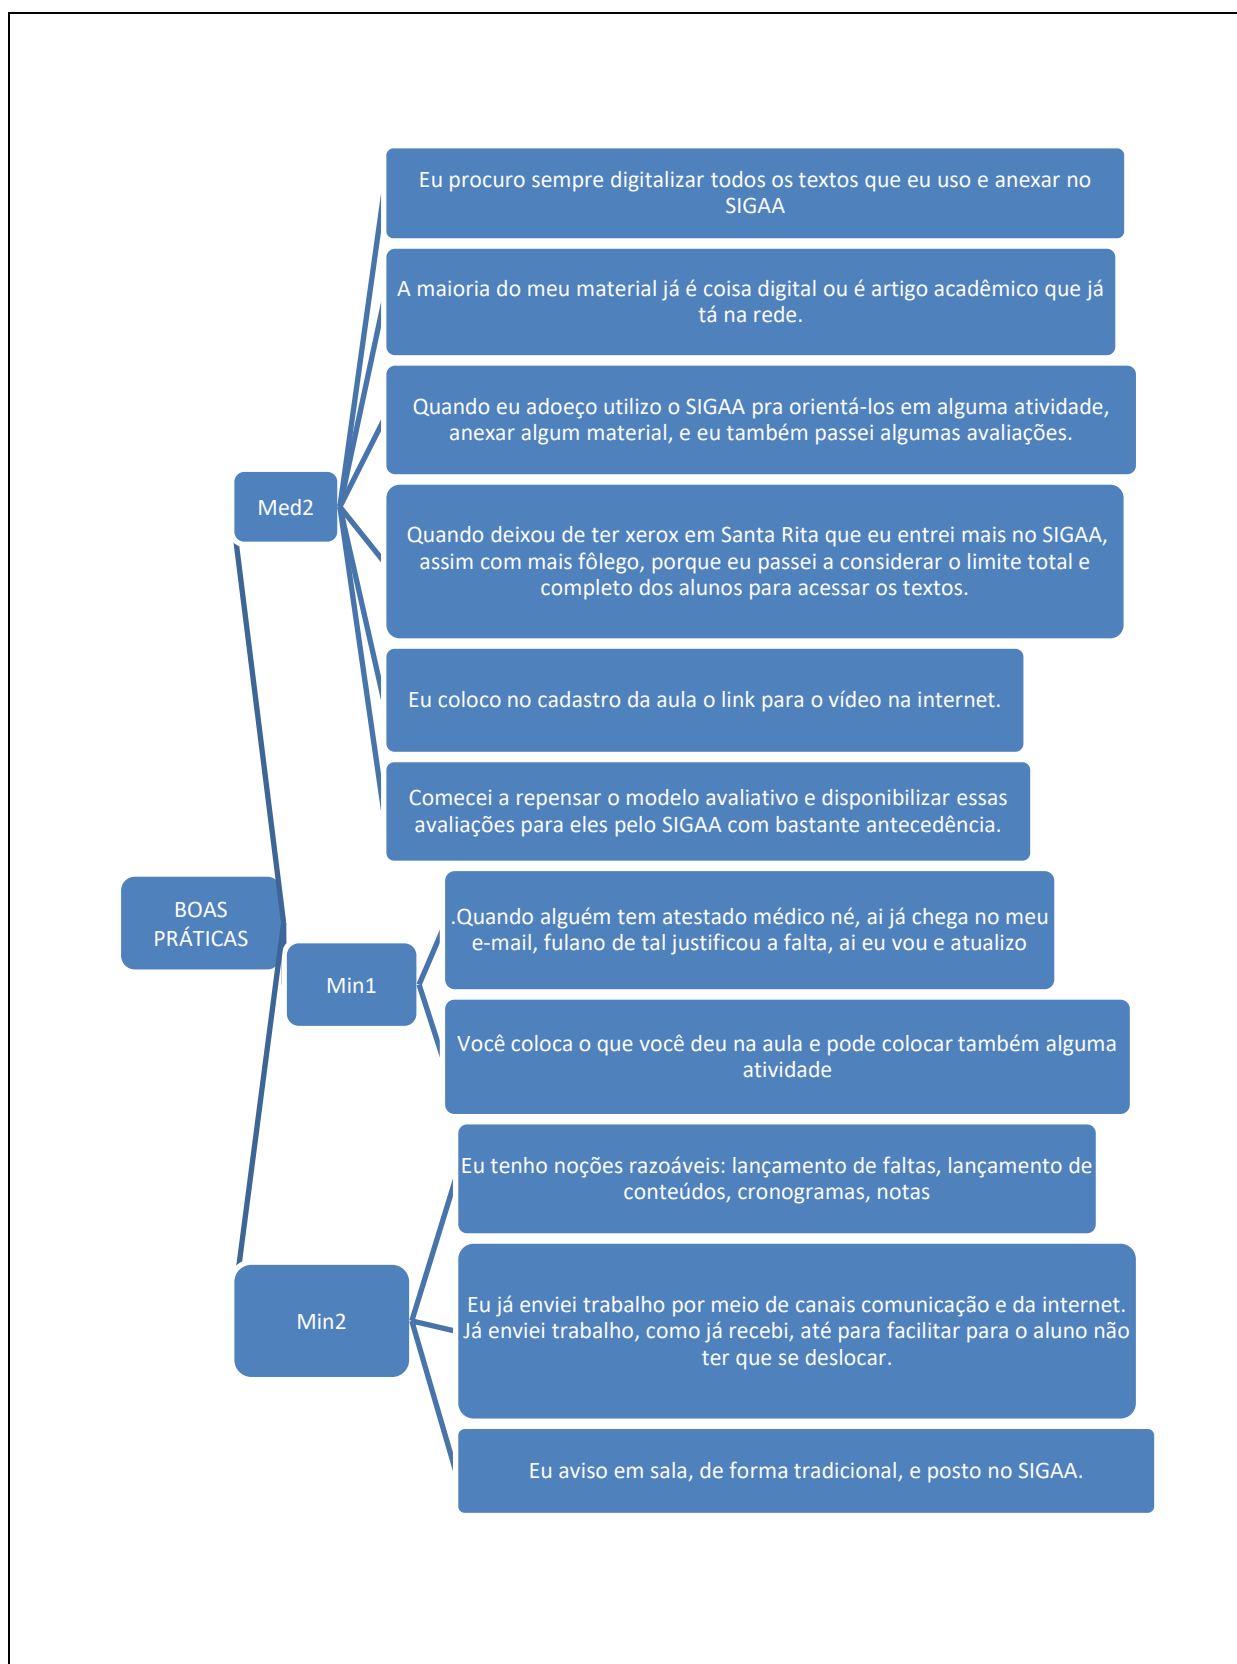 Eu procuro sempre digitalizar todos os textos que eu uso e anexar no
SIGAA
A maioria do meu material já é coisa digital ou é artigo acadêmico que já
tá na rede.
Quando eu adoeço utilizo o SIGAA pra orientá-los em alguma atividade,
anexar algum material, e eu também passei algumas avaliações.
Med2
Quando deixou de ter xerox em Santa Rita que eu entrei mais no SIGAA,
assim com mais fôlego, porque eu passei a considerar o limite total e
completo dos alunos para acessar os textos.
Eu coloco no cadastro da aula o link para o vídeo na internet.
Comecei a repensar o modelo avaliativo e disponibilizar essas
avaliações para eles pelo SIGAA com bastante antecedência.
BOAS
PRÁTICAS
.Quando alguém tem atestado médico né, ai já chega no meu
e-mail, fulano de tal justificou a falta, ai eu vou e atualizo
Min1
Você coloca o que você deu na aula e pode colocar também alguma
atividade
Eu tenho noções razoáveis: lançamento de faltas, lançamento de
conteúdos, cronogramas, notas
Min2
Eu já enviei trabalho por meio de canais comunicação e da internet.
Já enviei trabalho, como já recebi, até para facilitar para o aluno não
ter que se deslocar.
Eu aviso em sala, de forma tradicional, e posto no SIGAA.